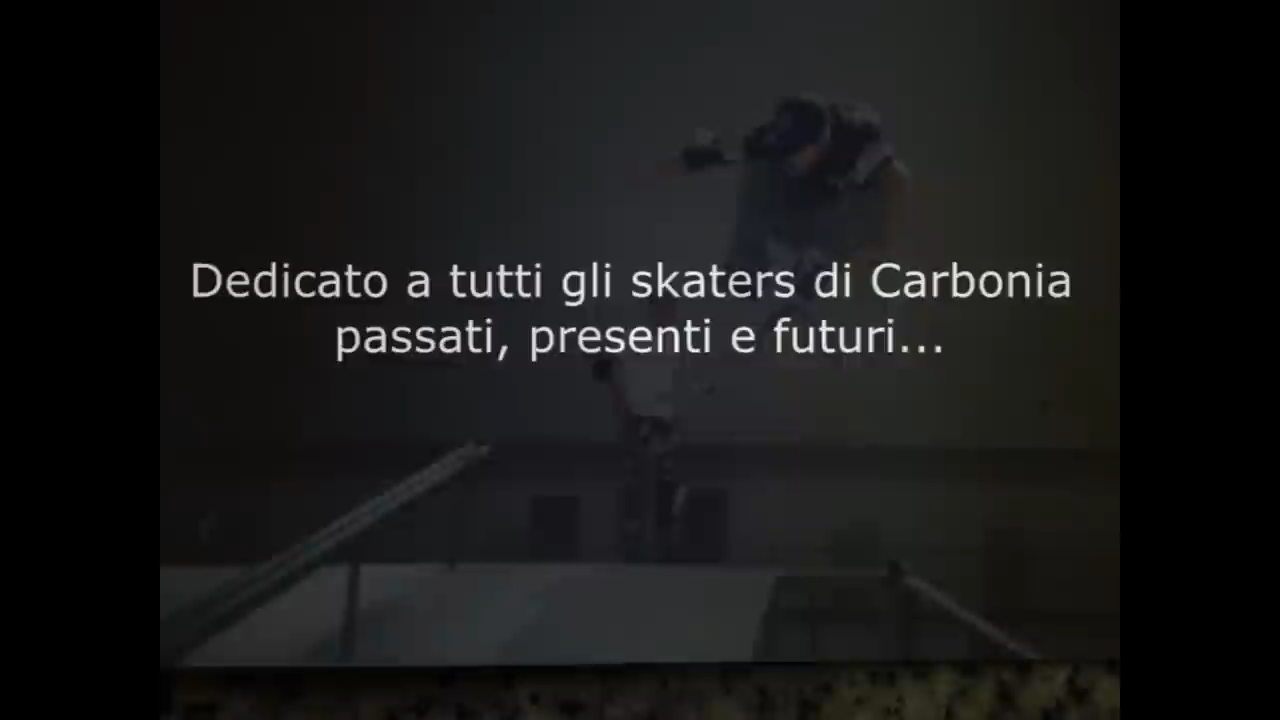 Dedicato a tutti gli skaters di Carbonia
passati, presenti e futuri...